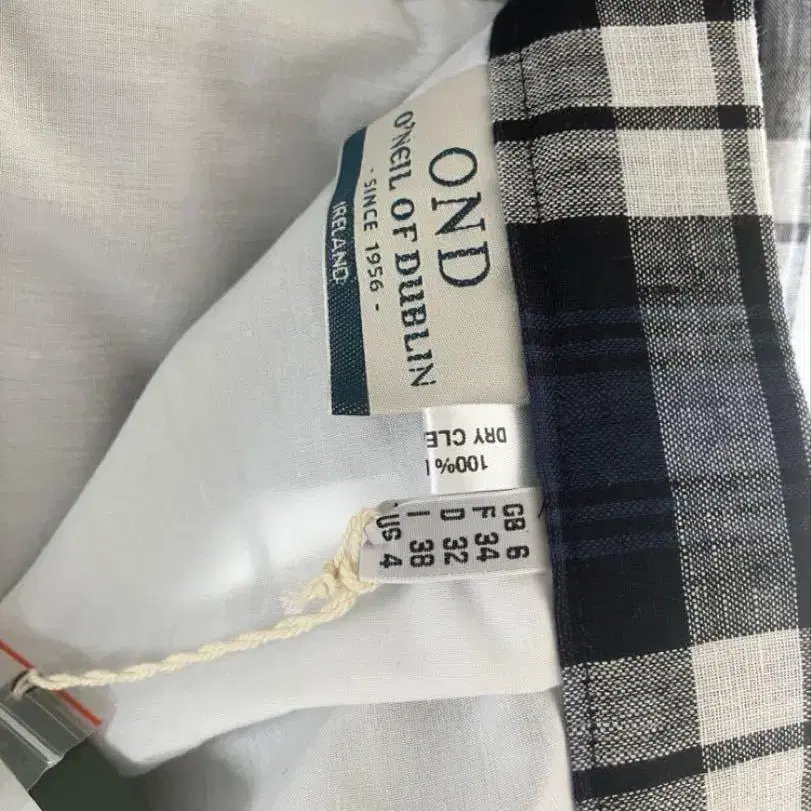 OND
O'NEIL OF DUBLIN
- SINCE 1956 -
IRELAND
100%
DRY CLE
GB 6
F 34
D 32
I 38
US 4